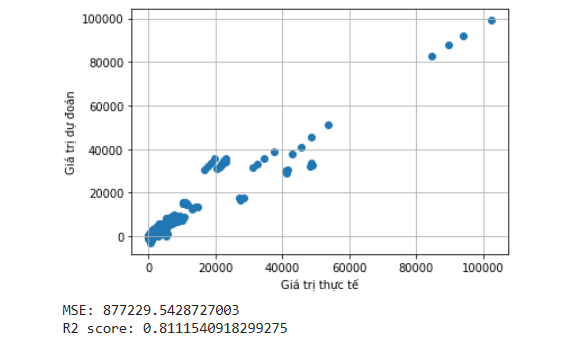 100000
80000
60000
40000
20000
0
Giá trị dự đoán
0 20000 40000 60000 80000 100000
Giá trị thực tế
MSE: 877229.5428727003
R2 score: 0.8111540918299275